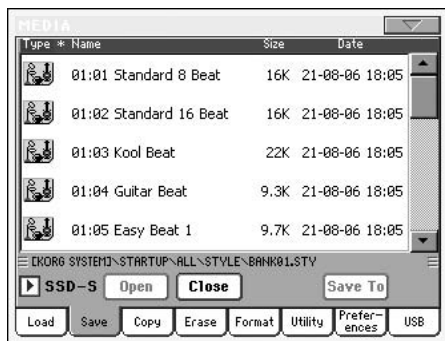 MEDIA
Type * Name Size Date
01:01 Standard 8 Beat 16K 21-08-06 18:05
01:02 Standard 16 Beat 16K 21-08-06 18:05
01:03 Kool Beat 22K 21-08-06 18:05
01:04 Guitar Beat 9.3K 21-08-06 18:05
01:05 Easy Beat 1 9.7K 21-08-06 18:05
[KORG SYSTEM]\STARTUP\ALL\STYLE\BANK01.STY
SSD-S Open Close Save To
Load Save Copy Erase Format Utility Prefer-
ences USB